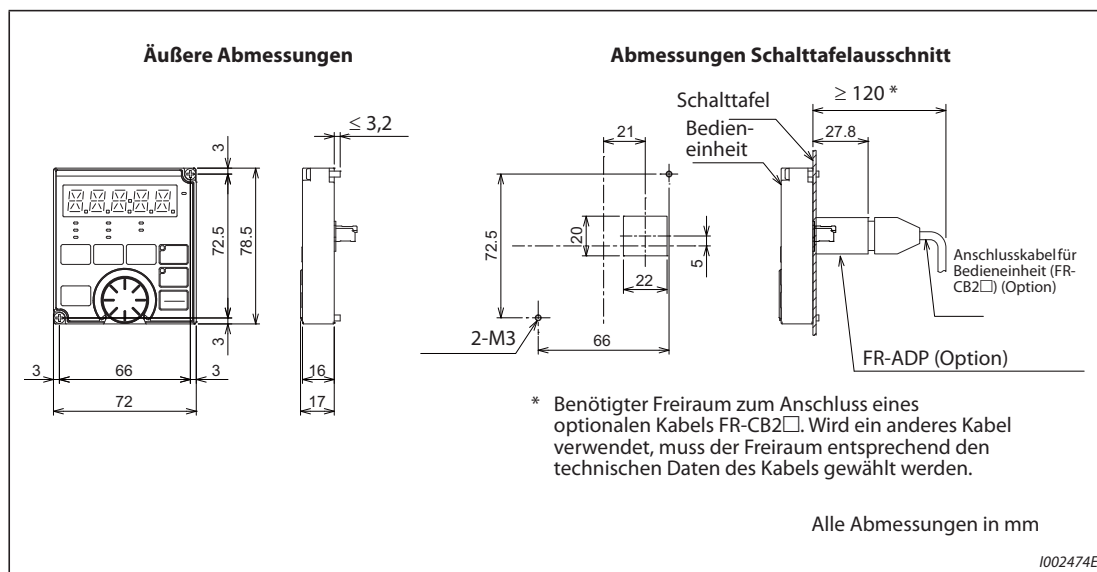 Äußere Abmessungen
Abmessungen Schalttafelausschnitt
≤ 3,2
3
72.5
78.5
3
3
66
3
72
16
17
Schalttafel
≥ 120 *
Bedien-
einheit
21
27.8
72.5
20
5
22
2-M3
66
Anschlusskabel für
Bedieneinheit (FR-
CB2□) (Option)
FR-ADP (Option)
* Benötigter Freiraum zum Anschluss eines
optionalen Kabels FR-CB2□. Wird ein anderes Kabel
verwendet, muss der Freiraum entsprechend den
technischen Daten des Kabels gewählt werden.
Alle Abmessungen in mm
I002474E